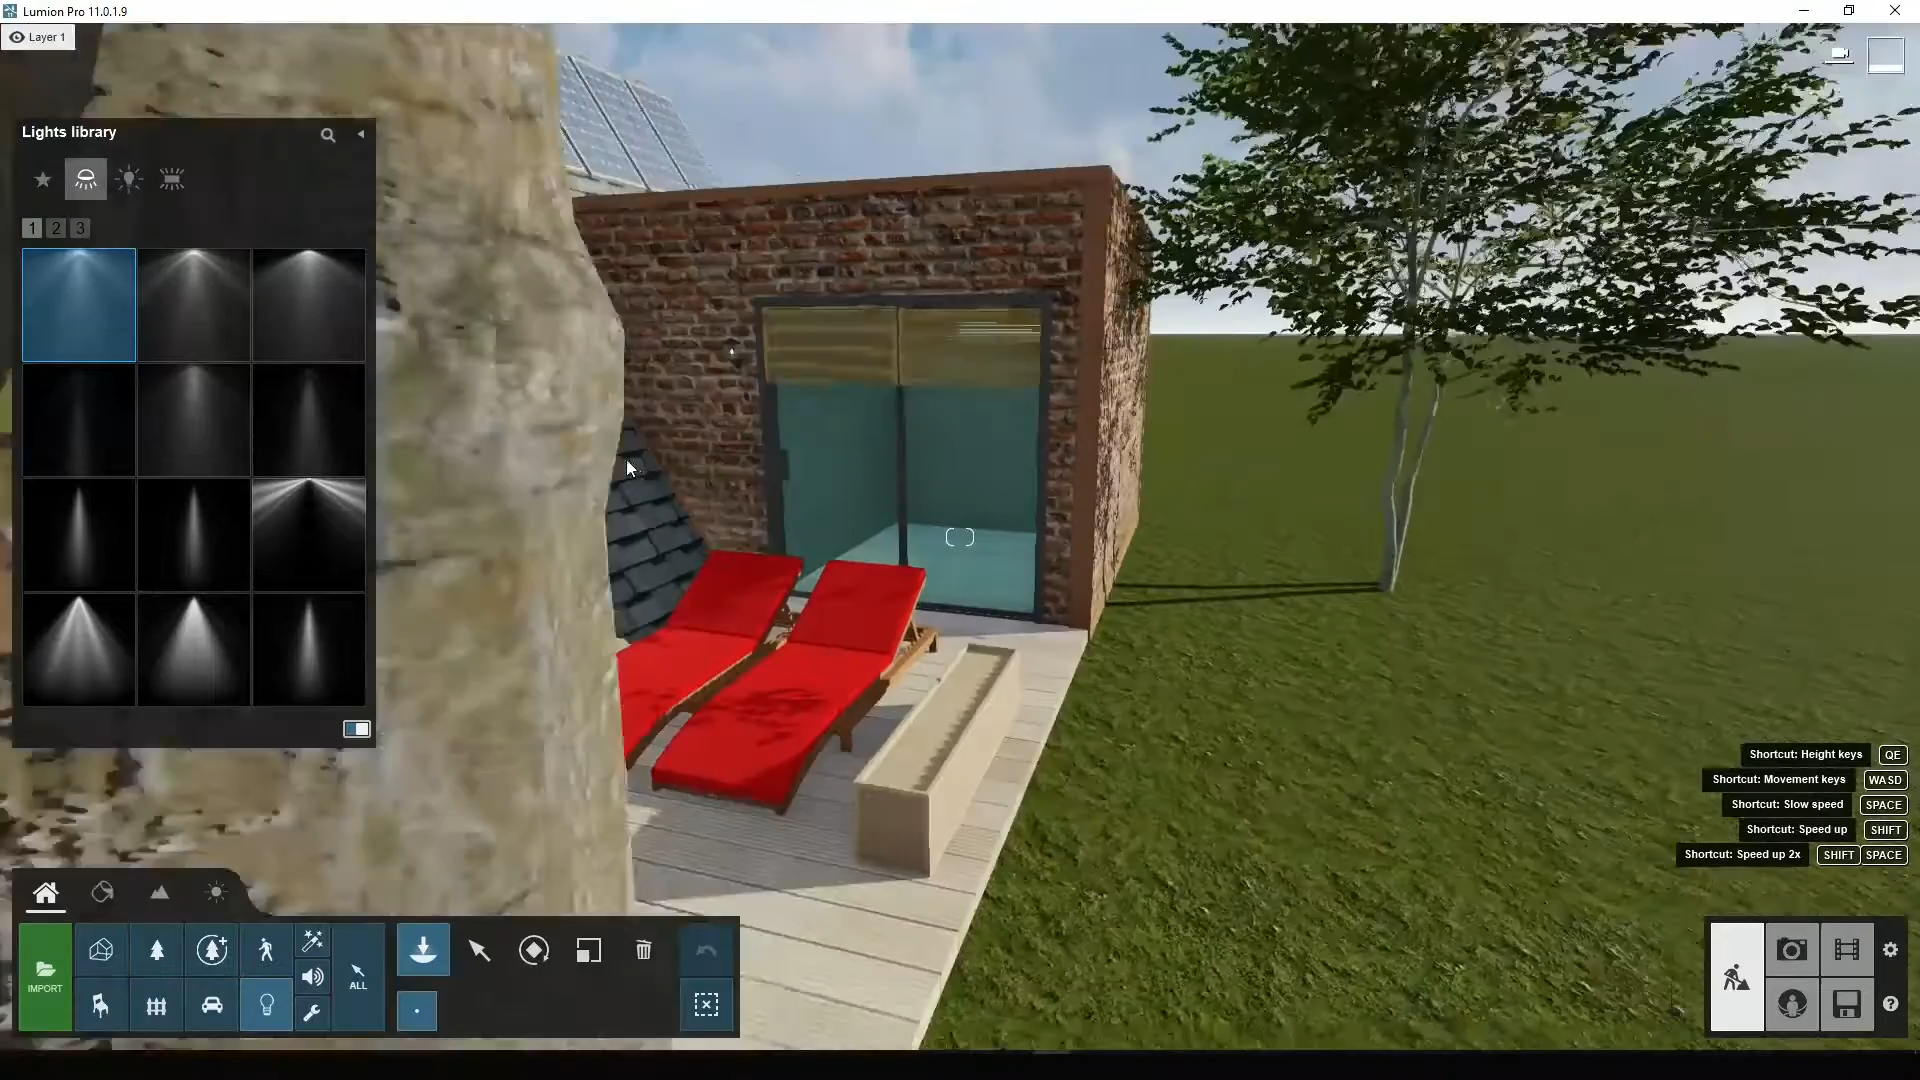 Lumion Pro 11.0.1.9
Layer 1
Lights library
1 2 3
Shortcut: Height keys QE
Shortcut: Movement keys WASD
Shortcut: Slow speed SPACE
Shortcut: Speed up SHIFT
Shortcut: Speed up 2x SHIFT SPACE
IMPORT
ALL